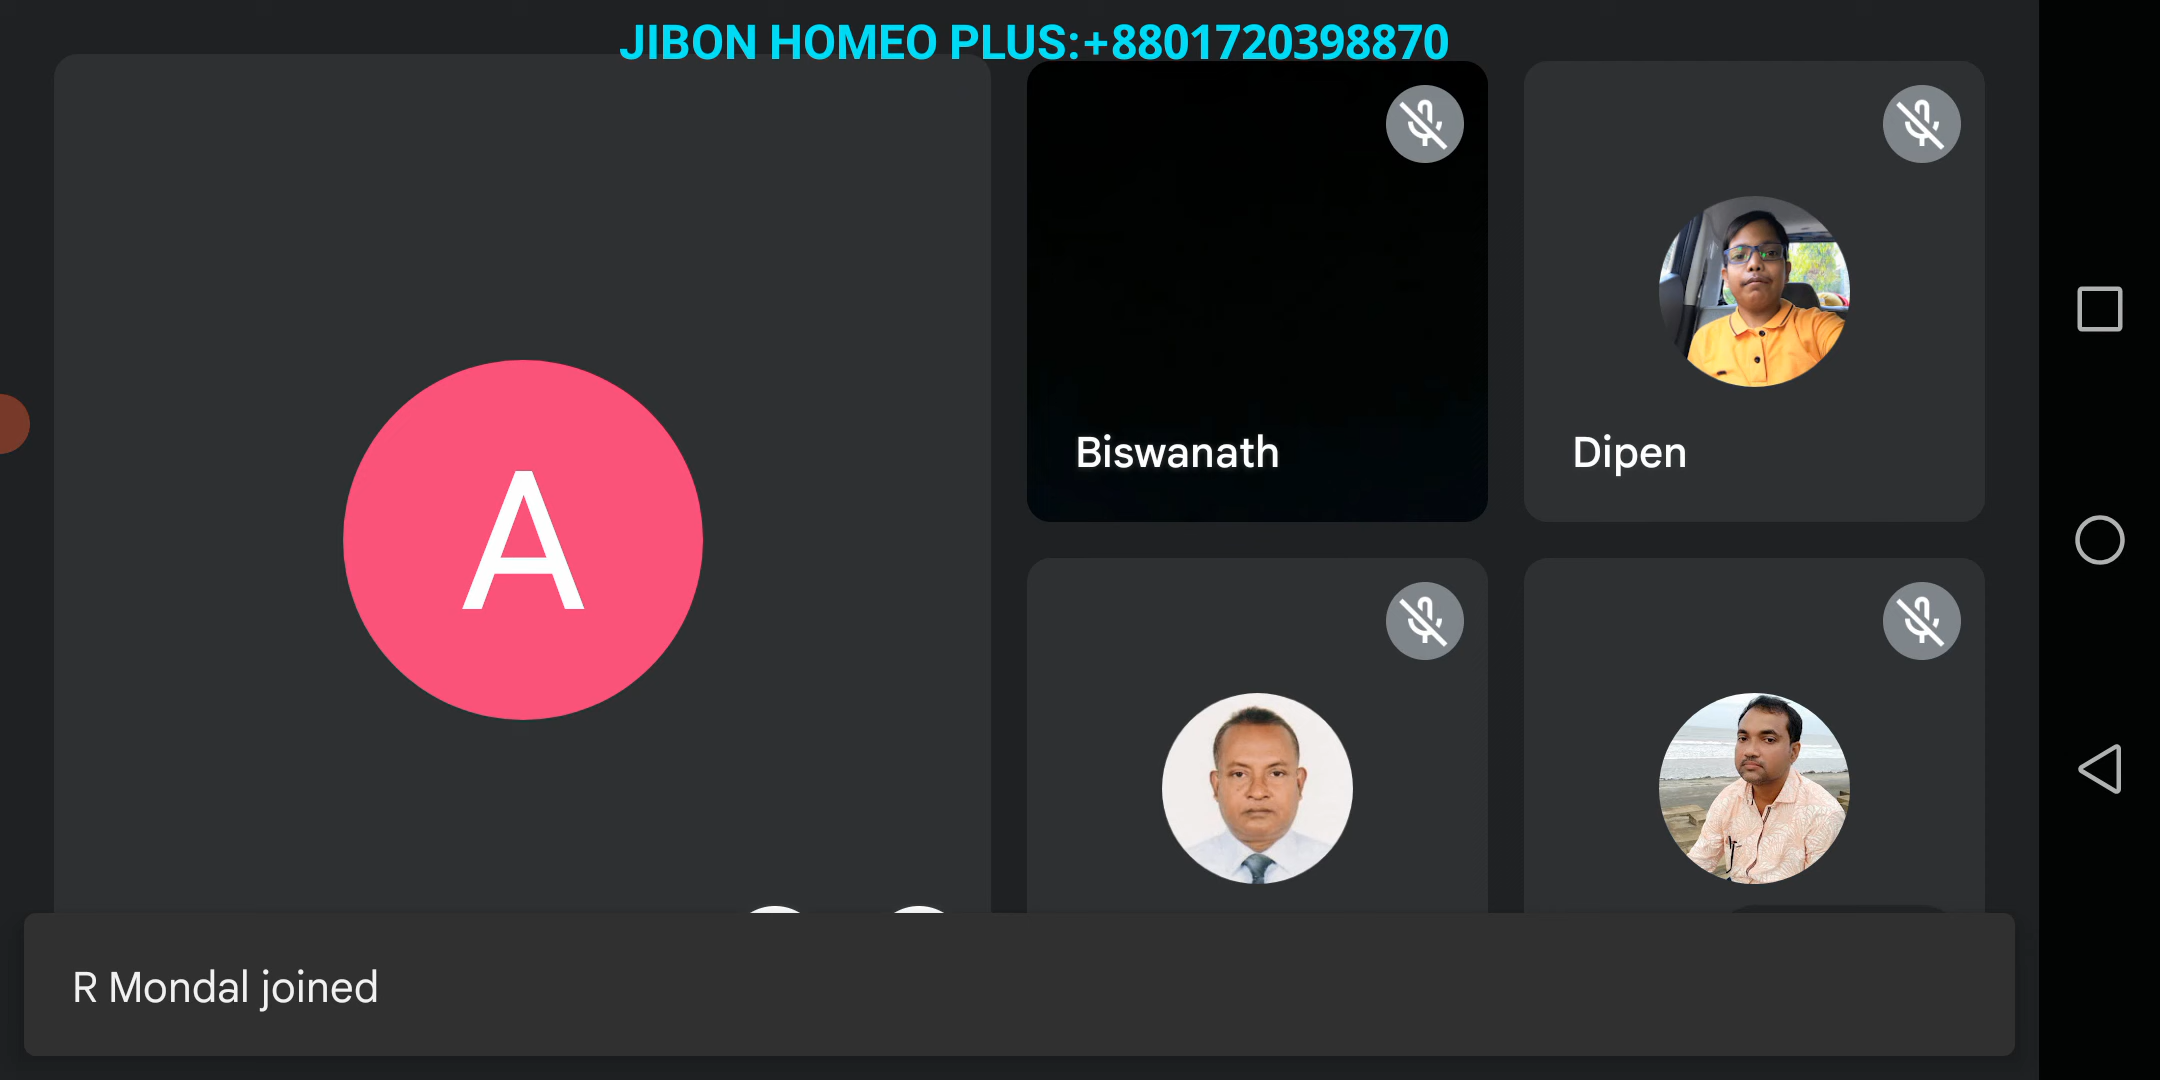 JIBON HOMEO PLUS:+8801720398870
A
Biswanath
Dipen
R Mondal joined